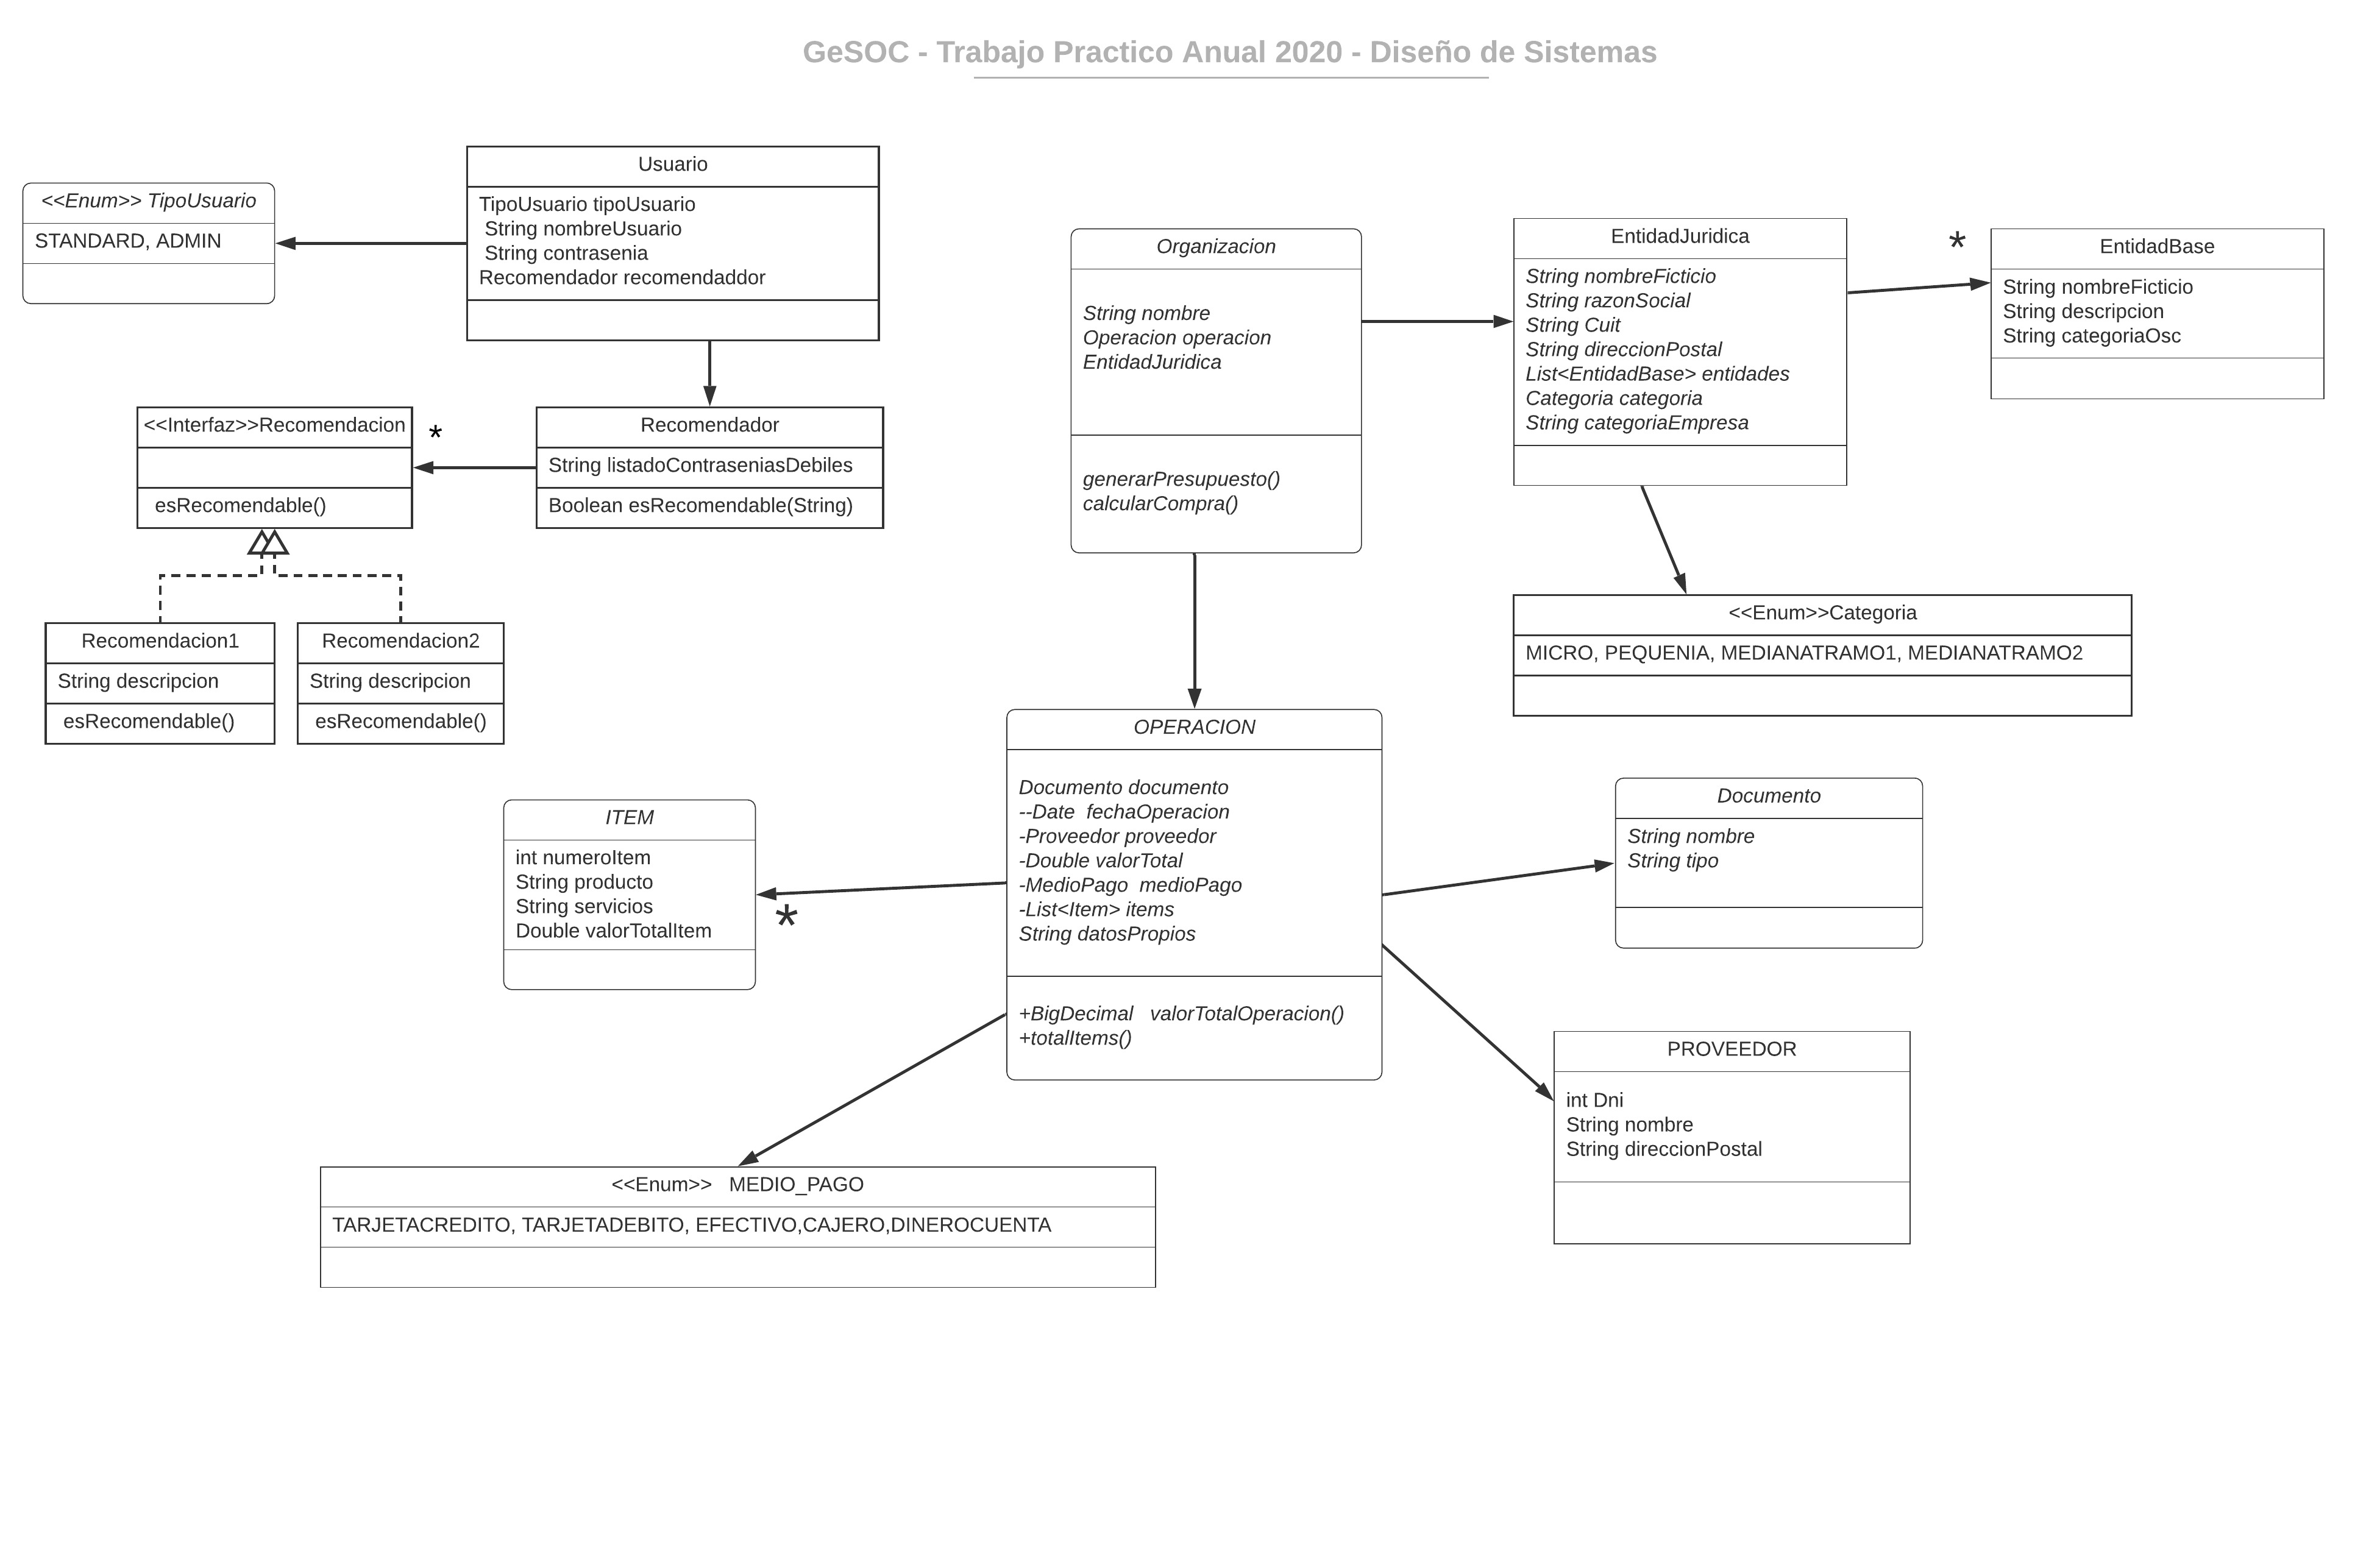 GeSOC - Trabajo Practico Anual 2020 - Diseño de Sistemas
<<Enum>> TipoUsuario
STANDARD, ADMIN
Usuario
TipoUsuario tipoUsuario
String nombreUsuario
String contrasenia
Recomendador recomendaddor
<<Interfaz>>Recomendacion
esRecomendable()
*
Recomendador
String listadoContraseniasDebiles
Boolean esRecomendable(String)
Recomendacion1
String descripcion
esRecomendable()
Recomendacion2
String descripcion
esRecomendable()
Organizacion
String nombre
Operacion operacion
EntidadJuridica
generarPresupuesto()
calcularCompra()
EntidadJuridica
String nombreFicticio
String razonSocial
String Cuit
String direccionPostal
List<EntidadBase> entidades
Categoria categoria
String categoriaEmpresa
*
EntidadBase
String nombreFicticio
String descripcion
String categoriaOsc
<<Enum>>Categoria
MICRO, PEQUENIA, MEDIANATRAMO1, MEDIANATRAMO2
OPERACION
Documento documento
--Date  fechaOperacion
-Proveedor proveedor
-Double valorTotal
-MedioPago  medioPago
-List<Item> items
String datosPropios
+BigDecimal   valorTotalOperacion()
+totalItems()
ITEM
int numeroItem
String producto
String servicios
Double valorTotalItem
*
Documento
String nombre
String tipo
PROVEEDOR
int Dni
String nombre
String direccionPostal
<<Enum>>   MEDIO_PAGO
TARJETACREDITO, TARJETADEBITO, EFECTIVO,CAJERO,DINEROCUENTA